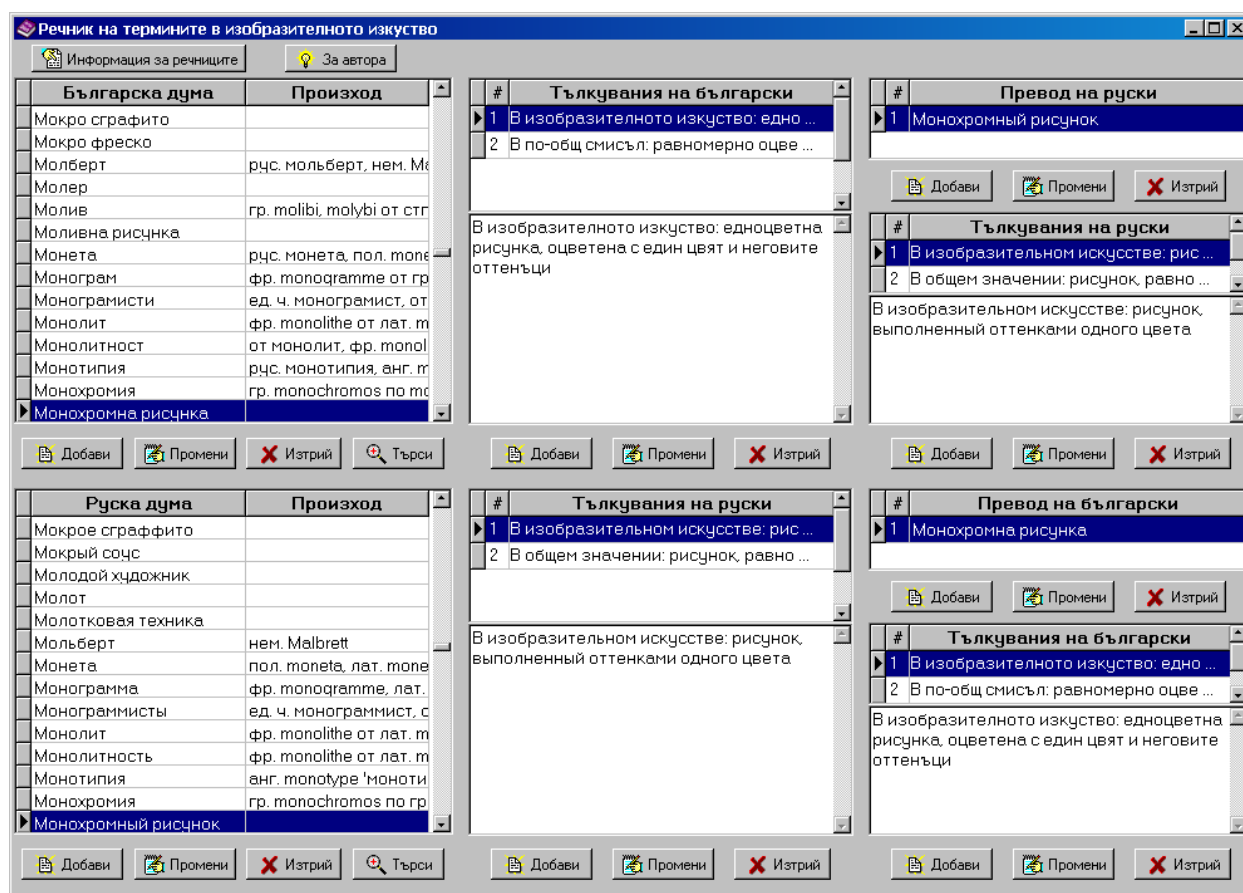 Речник на термините в изобразителното изкуство
Информация за речниците
За автора
Българска дума Произход
Мокро сграфито
Мокро фреско
Молберт рус. мольберт, нем. Ма
Молер
Молив гр. molibi, molybi от стг
Моливна рисунка
Монета рус. монета, пол. mone
Монограм фр. monogramme от гр
Монограмисти ед. ч. монограмист, от
Монолит фр. monolithe от лат. m
Монолитност от монолит, фр. monol
Монотипия рус. монотипия, анг. m
Монохромия гр. monochromos по mo
Монохромна рисунка
Добави Промени Изтрий Търси
# Тълкувания на български
1 В изобразителното изкуство: едно ...
2 В по-общ смисъл: равномерно оцве ...
В изобразителното изкуство: едноцветна
рисунка, оцветена с един цвят и неговите
оттенъци
Добави Промени Изтрий
# Превод на руски
1 Монохромный рисунок
Добави Промени Изтрий
# Тълкувания на руски
1 В изобразительном искусстве: рис ...
2 В общем значении: рисунок, равно ...
В изобразительном искусстве: рисунок,
выполненный оттенками одного цвета
Добави Промени Изтрий
Руска дума Произход
Мокрое сграффито
Мокрый соус
Молодой художник
Молот
Молотковая техника
Мольберт нем. Malbrett
Монета пол. moneta, лат. mone
Монограмма фр. monogramme, лат.
Монограммисты ед. ч. монограммист, о
Монолит фр. monolithe от лат. m
Монолитность фр. monolithe от лат. m
Монотипия анг. monotype 'моноти
Монохромия гр. monochromos по гр
Монохромный рисунок
Добави Промени Изтрий Търси
# Тълкувания на руски
1 В изобразительном искусстве: рис ...
2 В общем значении: рисунок, равно ...
В изобразительном искусстве: рисунок,
выполненный оттенками одного цвета
Добави Промени Изтрий
# Превод на български
1 Монохромна рисунка
Добави Промени Изтрий
# Тълкувания на български
1 В изобразителното изкуство: едно ...
2 В по-общ смисъл: равномерно оцве ...
В изобразителното изкуство: едноцветна
рисунка, оцветена с един цвят и неговите
оттенъци
Добави Промени Изтрий